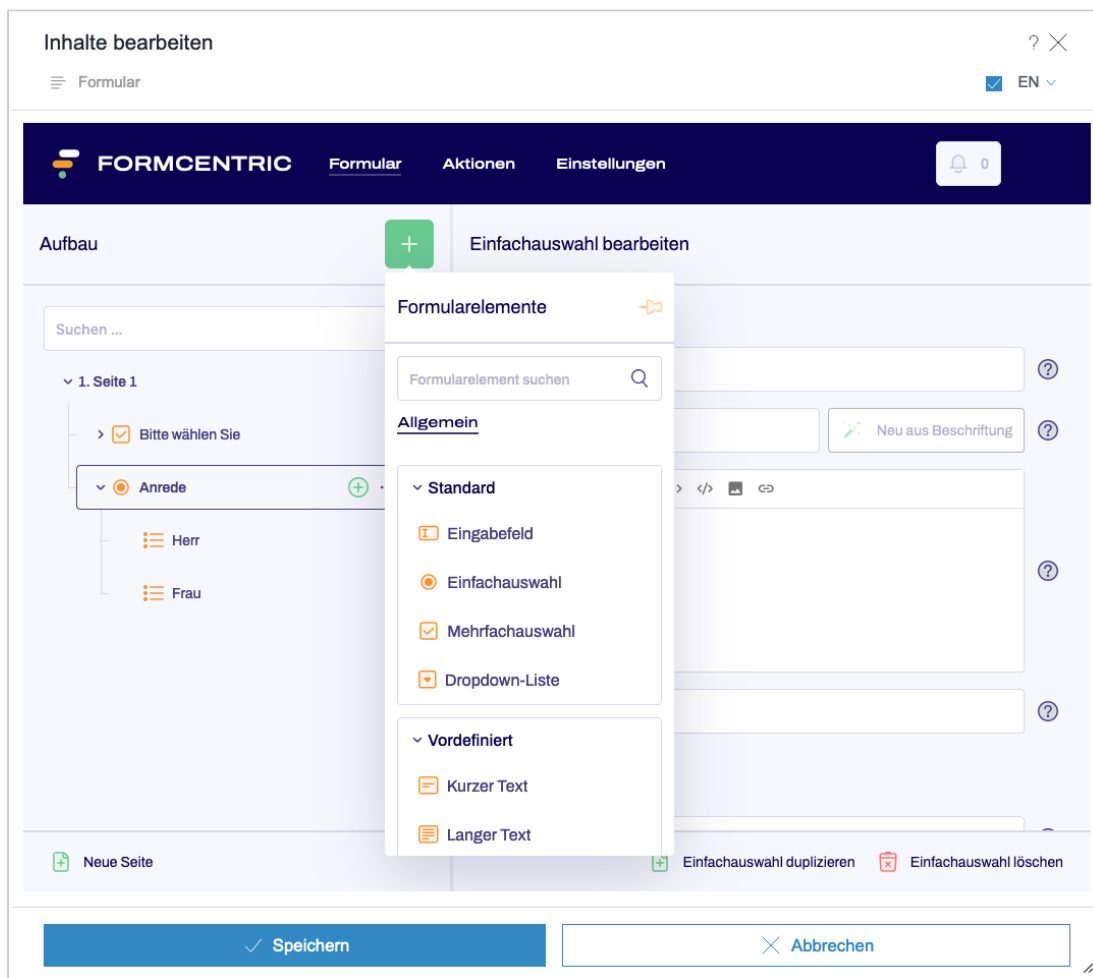 Inhalte bearbeiten
?
Formular
EN
FORMCENTRIC
Formular
Aktionen
Einstellungen
0
Aufbau
+
Einfachauswahl bearbeiten
Suchen ...
1. Seite 1
Bitte wählen Sie
Anrede
Herr
Frau
Formularelemente
Formularelement suchen
Allgemein
Standard
Eingabefeld
Einfachauswahl
Mehrfachauswahl
Dropdown-Liste
Vordefiniert
Kurzer Text
Langer Text
?
Neu aus Beschriftung
?
</>
?
?
Neue Seite
Einfachauswahl duplizieren
Einfachauswahl löschen
Speichern
Abbrechen